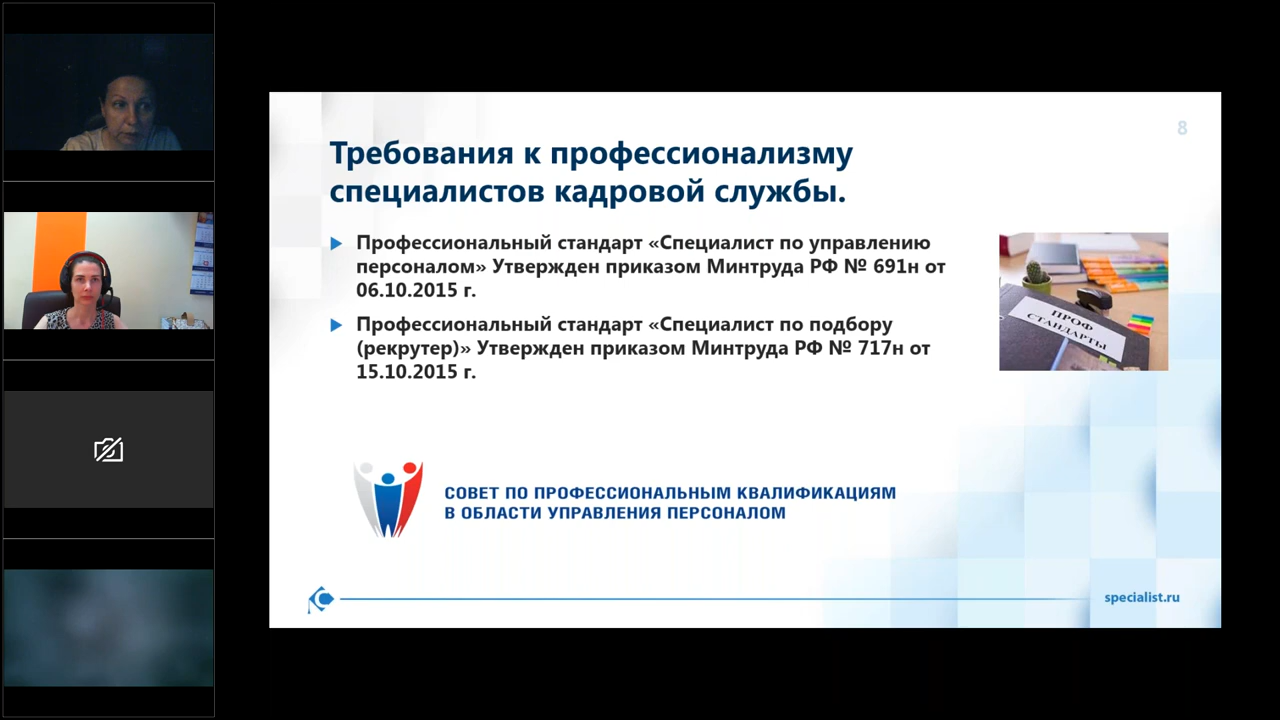 8
Требования к профессионализму
специалистов кадровой службы.
Профессиональный стандарт «Специалист по управлению
персоналом» Утвержден приказом Минтруда РФ № 691н от
06.10.2015 г.
Профессиональный стандарт «Специалист по подбору
(рекрутер)» Утвержден приказом Минтруда РФ № 717н от
15.10.2015 г.
ПРОФ
СТАНДАРТЫ
СОВЕТ ПО ПРОФЕССИОНАЛЬНЫМ КВАЛИФИКАЦИЯМ
В ОБЛАСТИ УПРАВЛЕНИЯ ПЕРСОНАЛОМ
specialist.ru